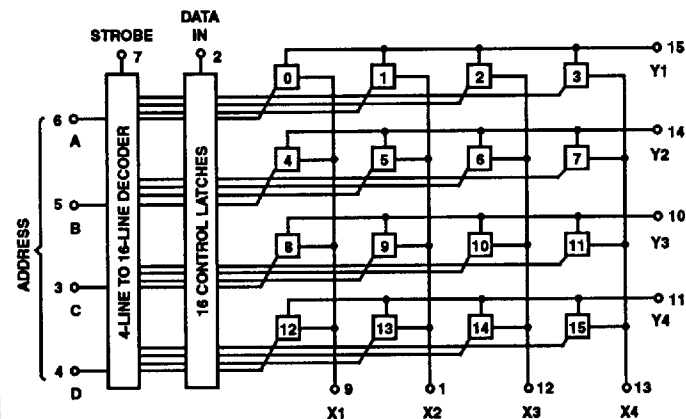 STROBE
7
DATA
IN
2
15
Y1
0
1
2
3
6
A
14
Y2
4
5
6
7
5
B
10
Y3
8
9
10
11
3
C
11
Y4
12
13
14
15
4
D
ADDRESS
4-LINE TO 16-LINE DECODER
16 CONTROL LATCHES
9
1
12
13
X1
X2
X3
X4